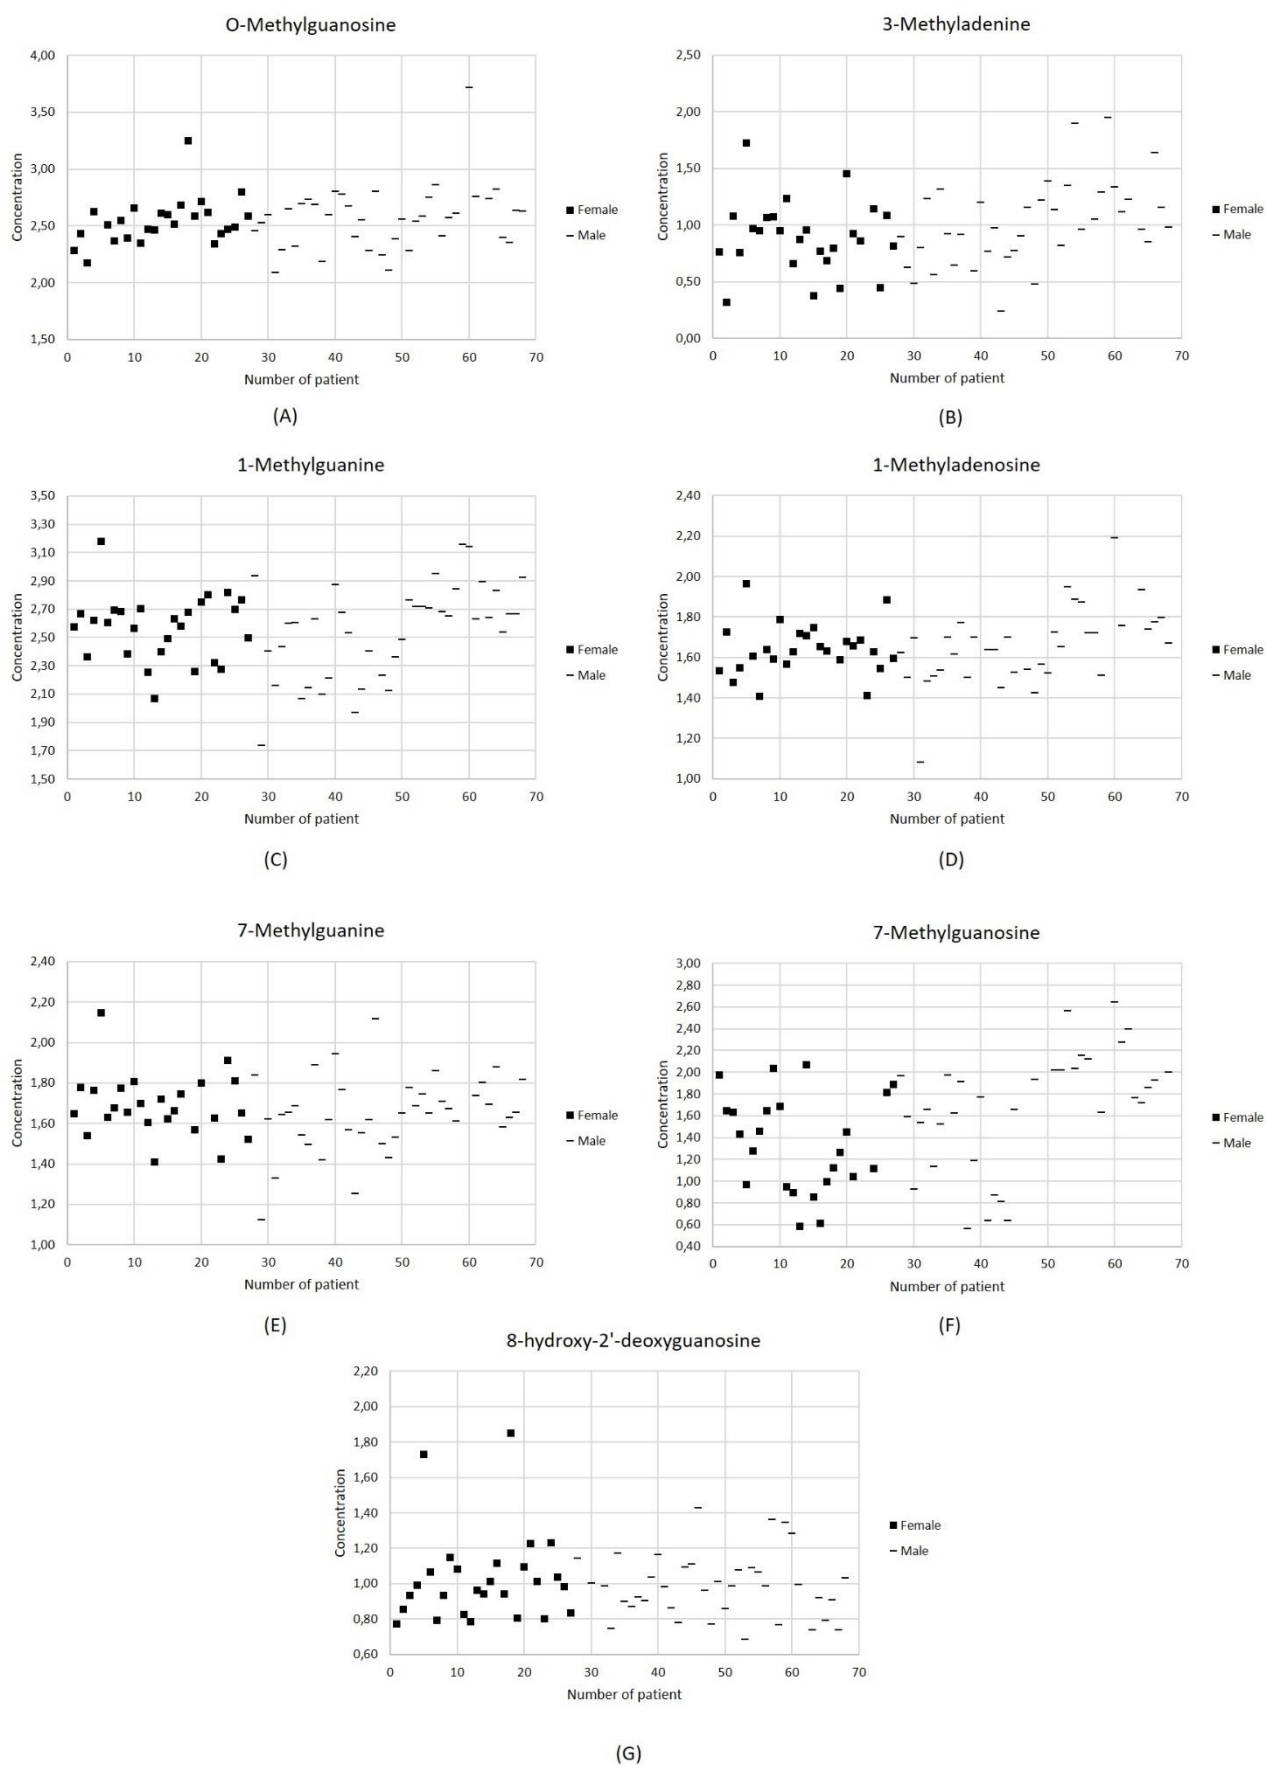 O-Methylguanosine
4,00
3,50
3,00
2,50
2,00
1,50
Concentration
0 10 20 30 40 50 60 70
Number of patient
Female
Male
(A)
3-Methyladenine
2,50
2,00
1,50
1,00
0,50
0,00
Concentration
0 10 20 30 40 50 60 70
Number of patient
Female
Male
(B)
1-Methylguanine
3,50
3,30
3,10
2,90
2,70
2,50
2,30
2,10
1,90
1,70
1,50
Concentration
0 10 20 30 40 50 60 70
Number of patient
Female
Male
(C)
1-Methyladenosine
2,40
2,20
2,00
1,80
1,60
1,40
1,20
1,00
Concentration
0 10 20 30 40 50 60 70
Number of patient
Female
Male
(D)
7-Methylguanine
2,40
2,20
2,00
1,80
1,60
1,40
1,20
1,00
Concentration
0 10 20 30 40 50 60 70
Number of patient
Female
Male
(E)
7-Methylguanosine
3,00
2,80
2,60
2,40
2,20
2,00
1,80
1,60
1,40
1,20
1,00
0,80
0,60
0,40
Concentration
0 10 20 30 40 50 60 70
Number of patient
Female
Male
(F)
8-hydroxy-2'-deoxyguanosine
2,20
2,00
1,80
1,60
1,40
1,20
1,00
0,80
0,60
Concentration
0 10 20 30 40 50 60 70
Number of patient
Female
Male
(G)